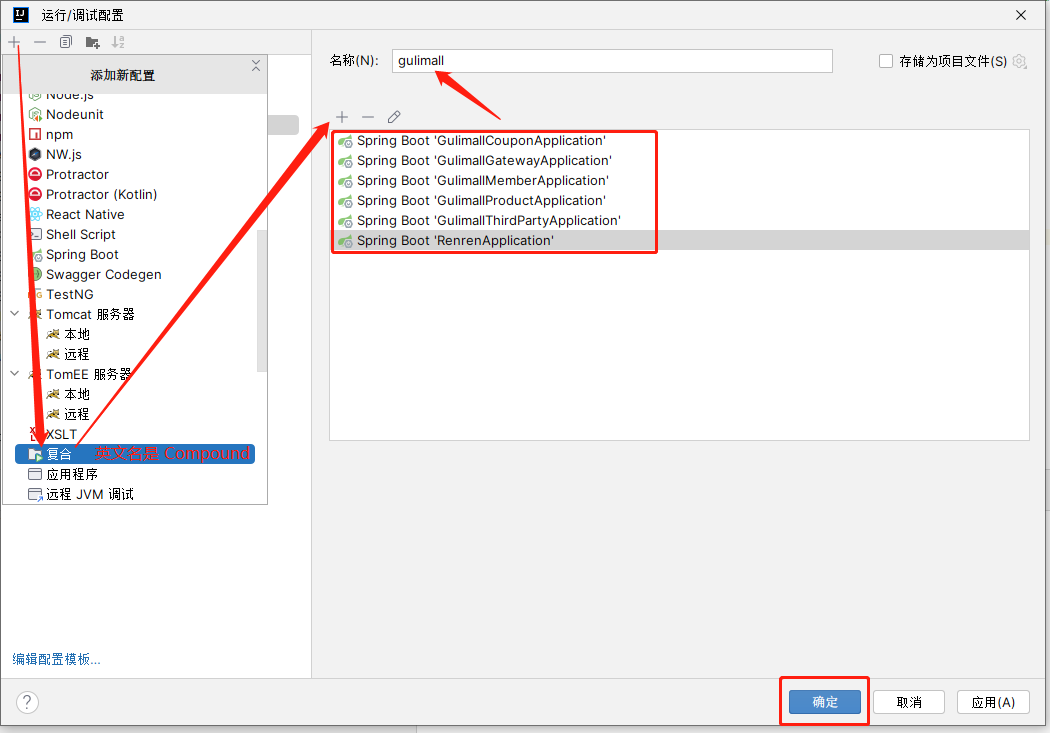 运行/调试配置
添加新配置
Node.js
Nodeunit
npm
NW.js
Protractor
Protractor (Kotlin)
React Native
Shell Script
Spring Boot
Swagger Codegen
TestNG
Tomcat 服务器
本地
远程
TomEE 服务器
本地
远程
XSLT
复合 英文名是 Compound
应用程序
远程 JVM 调试
编辑配置模板...
名称(N): gulimall
存储为项目文件(S)
Spring Boot 'GulimallCouponApplication'
Spring Boot 'GulimallGatewayApplication'
Spring Boot 'GulimallMemberApplication'
Spring Boot 'GulimallProductApplication'
Spring Boot 'GulimallThirdPartyApplication'
Spring Boot 'RenrenApplication'
? 确定 取消 应用(A)